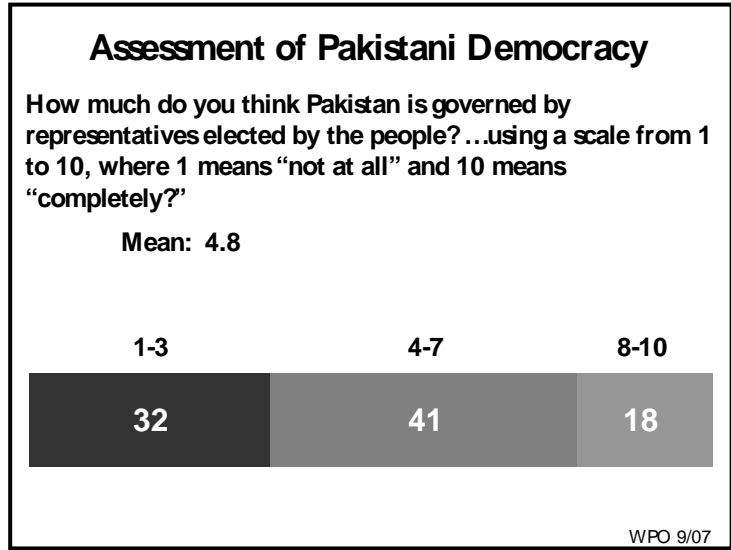 Assessment of Pakistani Democracy
How much do you think Pakistan is governed by
representatives elected by the people? …using a scale from 1
to 10, where 1 means “not at all” and 10 means
“completely?”
Mean: 4.8
1-3 4-7 8-10
32 41 18
WPO 9/07